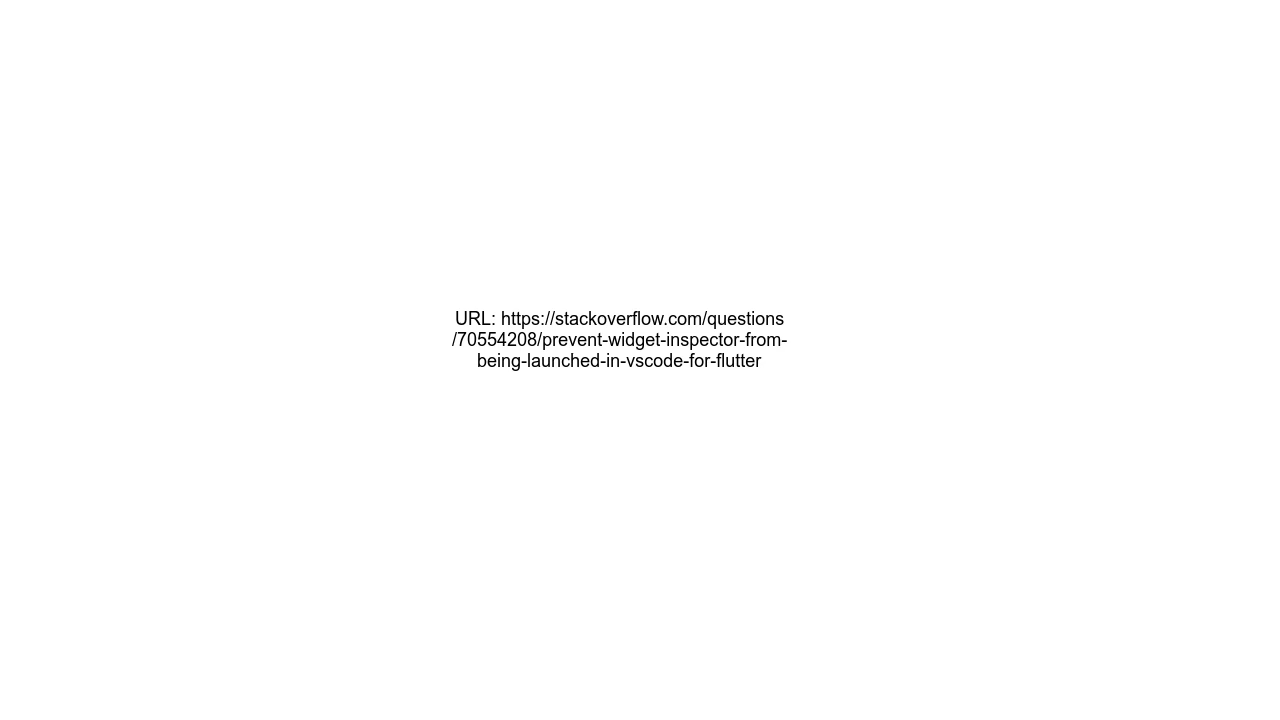 URL: https://stackoverflow.com/questions
/70554208/prevent-widget-inspector-from-
being-launched-in-vscode-for-flutter